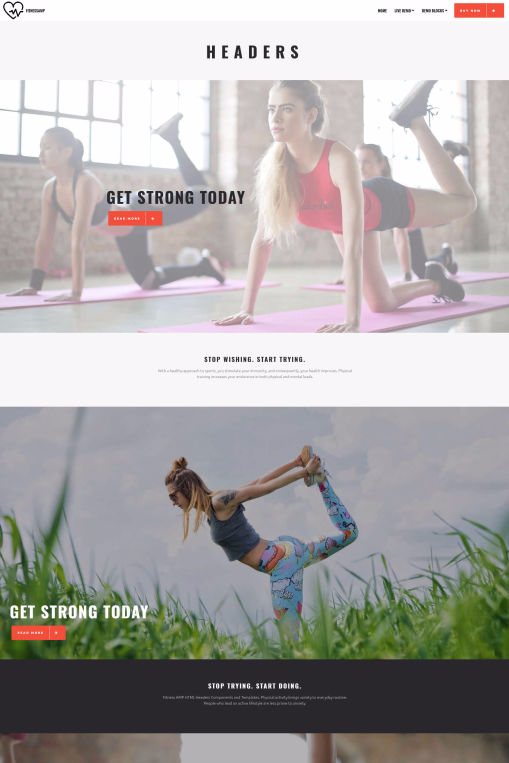 FITNESSAMP
HOME LIVE DEMO DEMO BLOCKS BUY NOW
HEADERS
GET STRONG TODAY
READ MORE
STOP WISHING. START TRYING.
With a healthy approach to sports, you stimulate your immunity, and consequently, your health improves. Physical
training increases your endurance in both physical and mental loads.
GET STRONG TODAY
READ MORE
STOP TRYING. START DOING.
Fitness AMP HTML Headers Components and Templates. Physical activity brings variety to everyday routine.
People who lead an active lifestyle are less prone to anxiety.